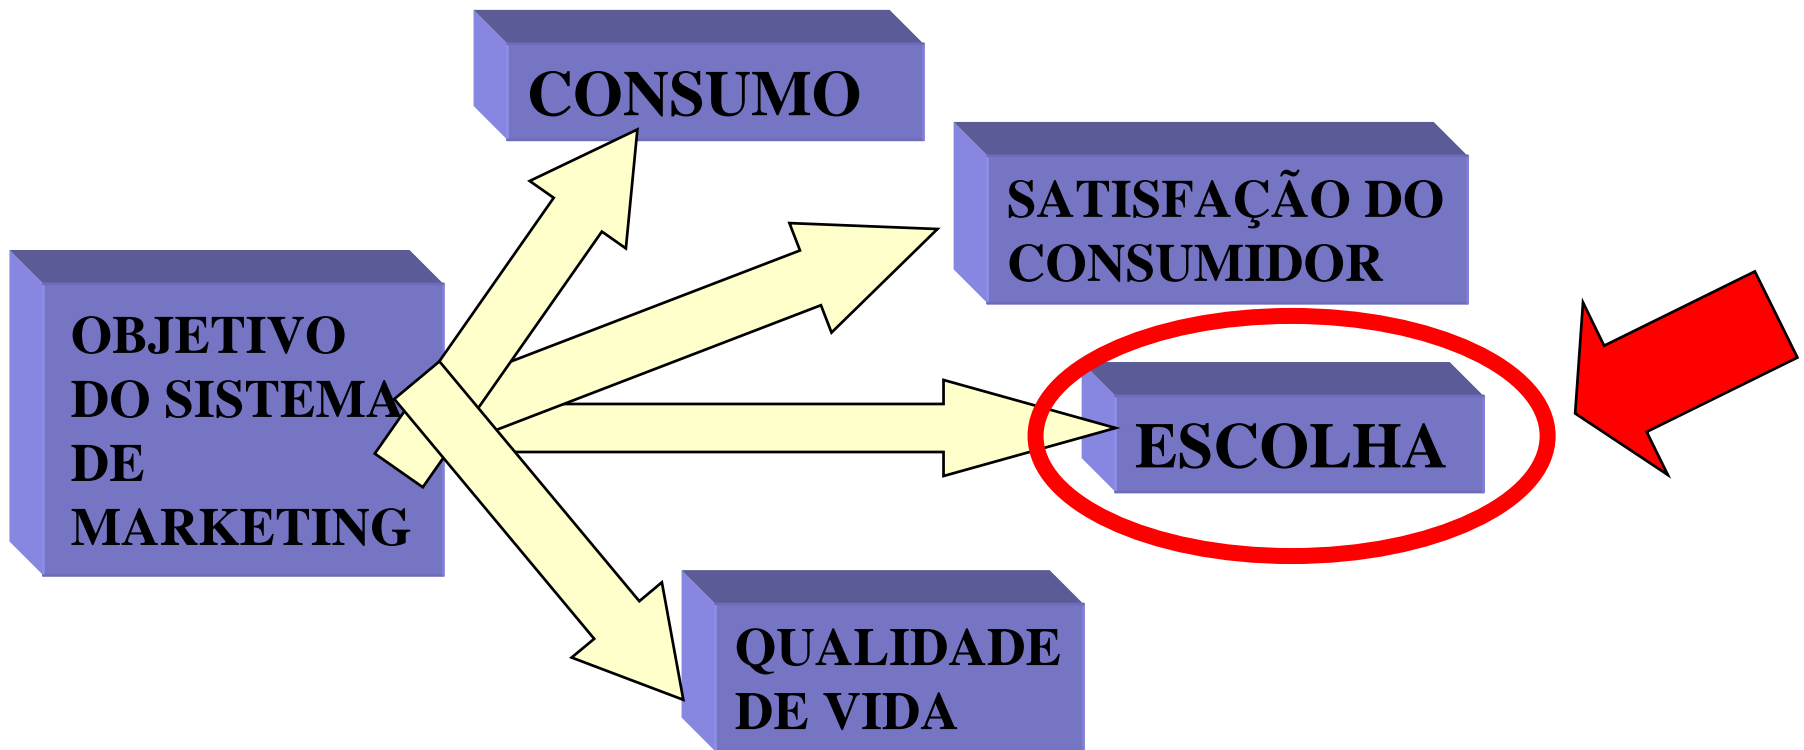 CONSUMO
SATISFAÇÃO DO
CONSUMIDOR
OBJETIVO
DO SISTEMA
DE
MARKETING
ESCOLHA
QUALIDADE
DE VIDA